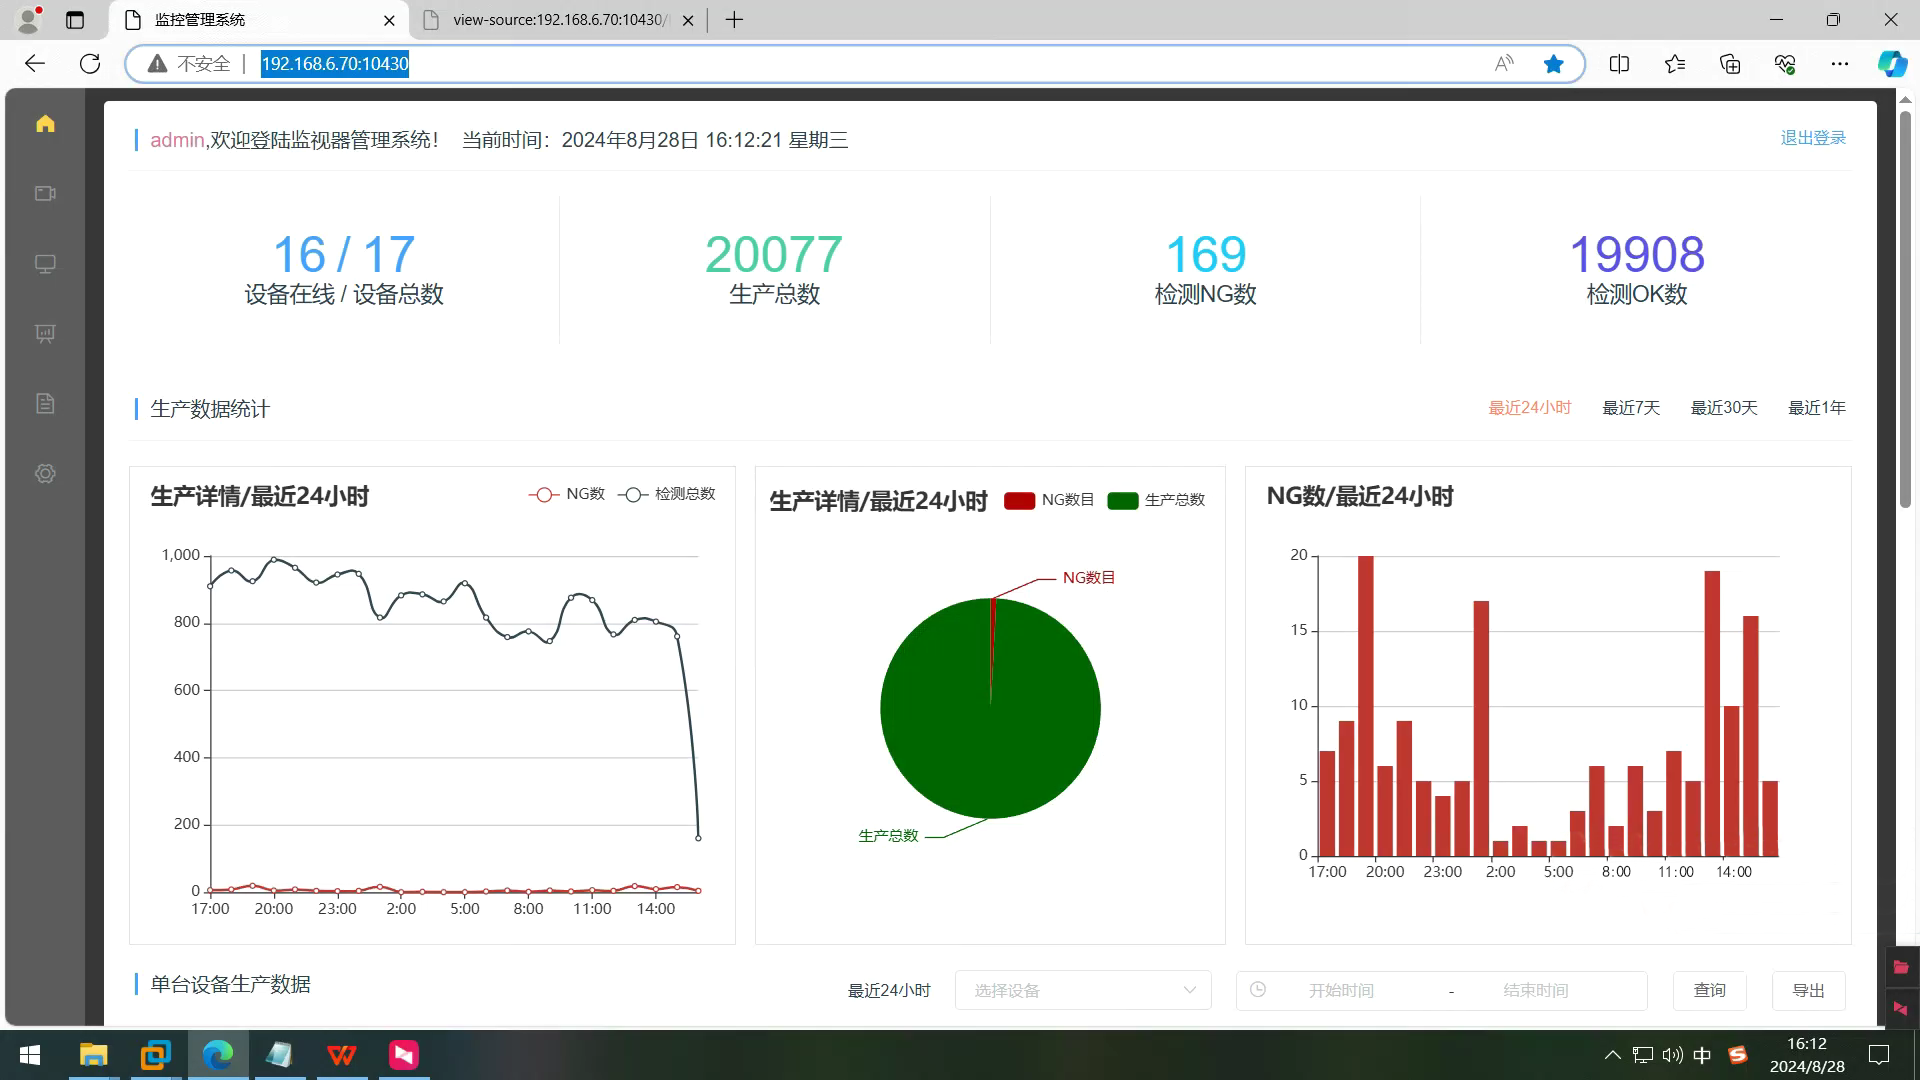 监控管理系统
view-source:192.168.6.70:10430/
不安全
192.168.6.70:10430
admin,欢迎登陆监视器管理系统！ 当前时间：2024年8月28日 16:12:21 星期三
退出登录
16 / 17
设备在线 / 设备总数
20077
生产总数
169
检测NG数
19908
检测OK数
生产数据统计
最近24小时
最近7天
最近30天
最近1年
生产详情/最近24小时
NG数
检测总数
1,000
800
600
400
200
0
17:00
20:00
23:00
2:00
5:00
8:00
11:00
14:00
生产详情/最近24小时
NG数目
生产总数
NG数目
生产总数
NG数/最近24小时
20
15
10
5
0
17:00
20:00
23:00
2:00
5:00
8:00
11:00
14:00
单台设备生产数据
最近24小时
选择设备
开始时间
-
结束时间
查询
导出
中
16:12
2024/8/28